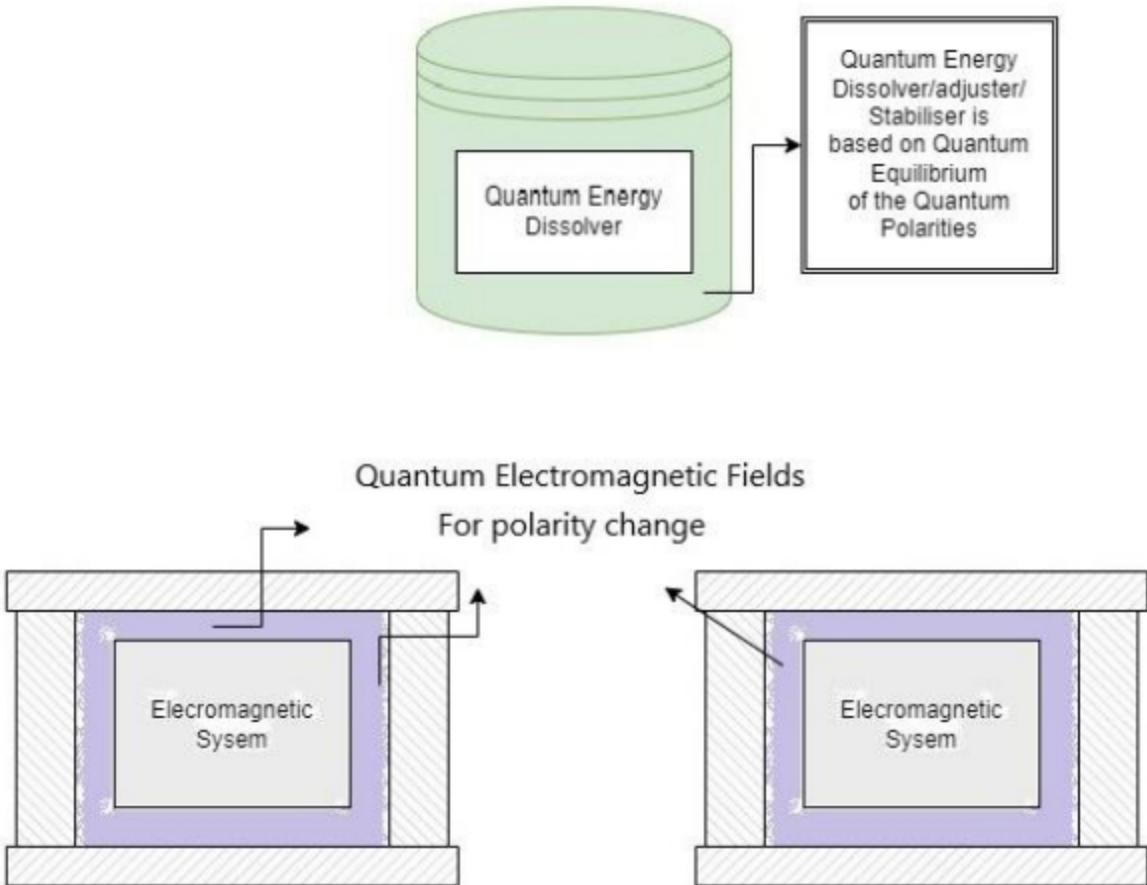 Quantum Energy
Dissolver
Quantum Energy
Dissolver/adjuster/
Stabiliser is
based on Quantum
Equilibrium
of the Quantum
Polarities
Quantum Electromagnetic Fields
For polarity change
Elecromagnetic
Sysem
Elecromagnetic
Sysem